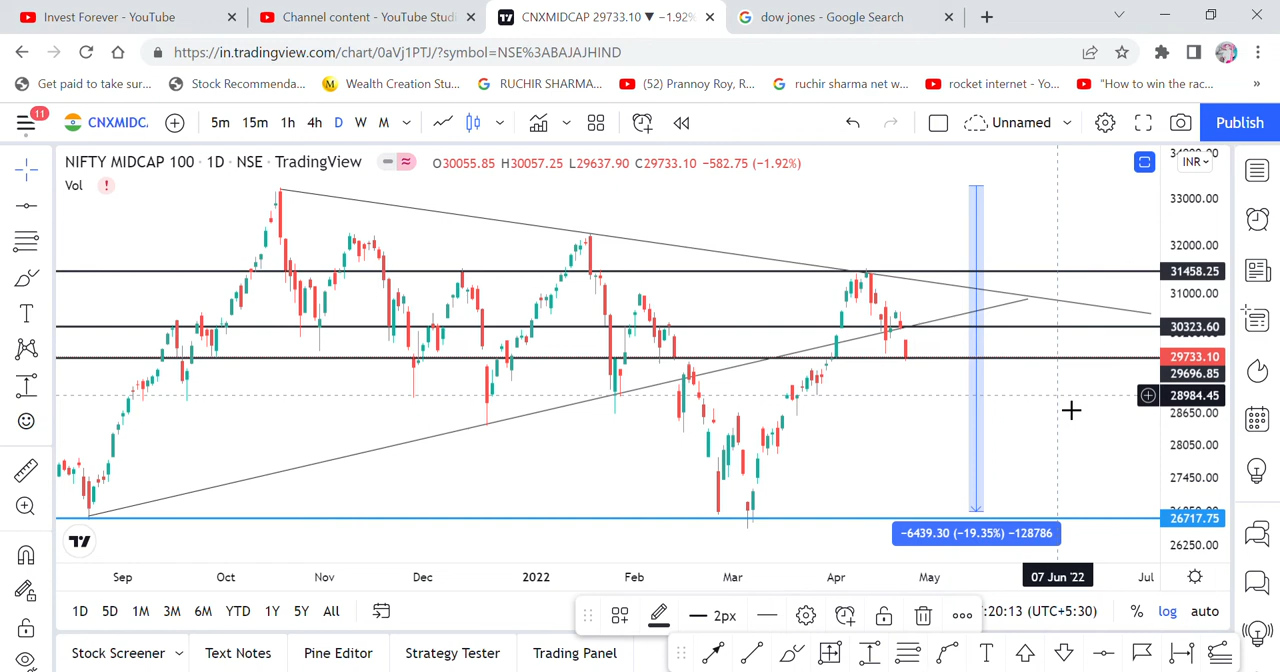 Invest Forever - YouTube
Channel content - YouTube Studi
CNXMIDCAP 29733.10 ▼ −1.92%
dow jones - Google Search
https://in.tradingview.com/chart/0aVj1PTJ/?symbol=NSE%3ABAJAJHIND
Get paid to take sur...
Stock Recommenda...
Wealth Creation Stu...
RUCHIR SHARMA...
(52) Prannoy Roy, R...
ruchir sharma net w...
rocket internet - Yo...
"How to win the rac...
»
11
CNXMIDC
5m 15m 1h 4h D W M
Unnamed
Publish
NIFTY MIDCAP 100 · 1D · NSE · TradingView
O30055.85 H30057.25 L29637.90 C29733.10 −582.75 (−1.92%)
INR
Vol
33000.00
32000.00
31458.25
31000.00
30323.60
29733.10
29696.85
28984.45
28650.00
28050.00
27450.00
26717.75
−6439.30 (−19.35%) −128786
26250.00
Sep Oct Nov Dec 2022 Feb Mar Apr May 07 Jun '22 Jul
1D 5D 1M 3M 6M YTD 1Y 5Y All
2px
:20:13 (UTC+5:30)
% log auto
Stock Screener Text Notes Pine Editor Strategy Tester Trading Panel